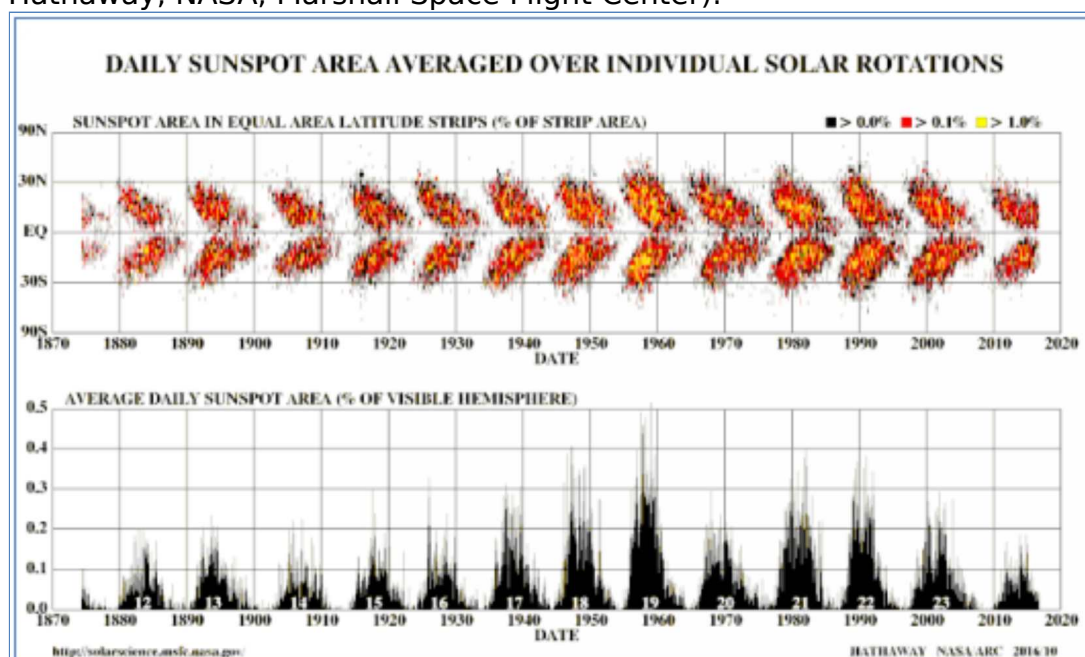 Hathaway, NASA, Marshall Space Flight Center).
DAILY SUNSPOT AREA AVERAGED OVER INDIVIDUAL SOLAR ROTATIONS
SUNSPOT AREA IN EQUAL AREA LATITUDE STRIPS (% OF STRIP AREA)
> 0.0% > 0.1% > 1.0%
90N
30N
EQ
30S
90S
1870 1880 1890 1900 1910 1920 1930 1940 1950 1960 1970 1980 1990 2000 2010 2020
DATE
AVERAGE DAILY SUNSPOT AREA (% OF VISIBLE HEMISPHERE)
0.5
0.4
0.3
0.2
0.1
0.0
12 13 14 15 16 17 18 19 20 21 22 23
1870 1880 1890 1900 1910 1920 1930 1940 1950 1960 1970 1980 1990 2000 2010 2020
DATE
http://solarscience.msfc.nasa.gov/
HATHAWAY NASA/ARC 2016/10